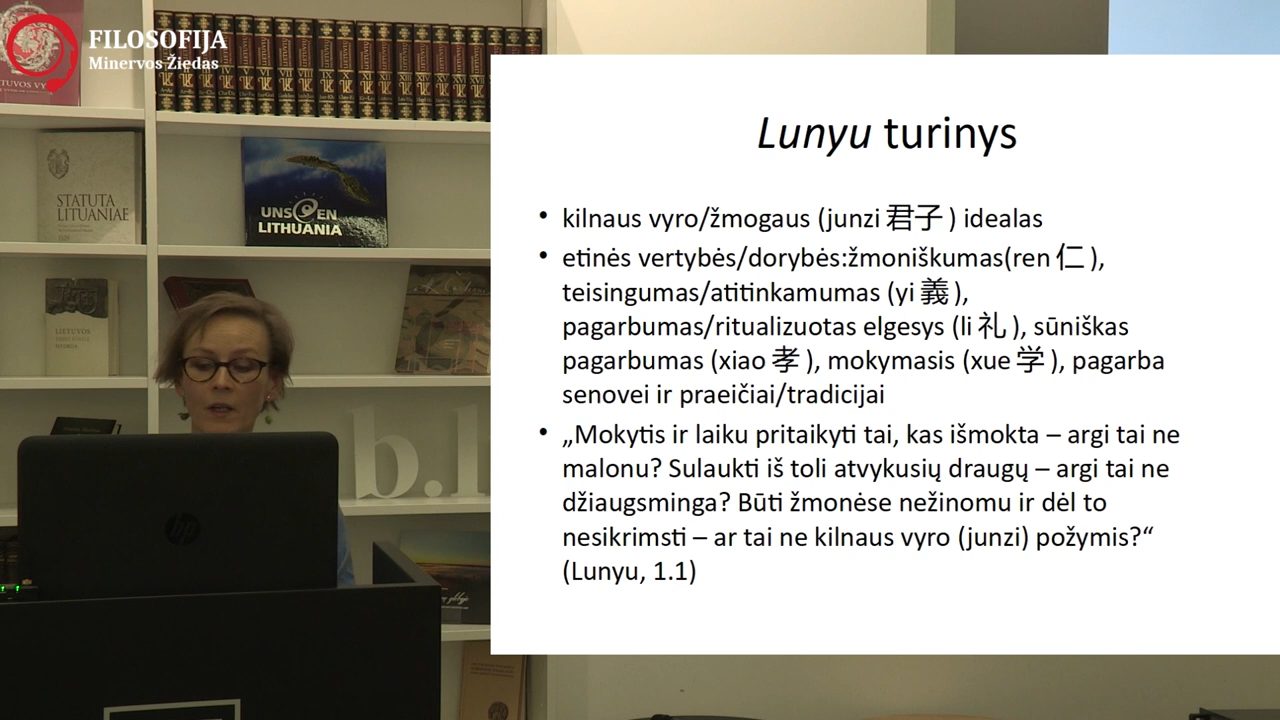 FILOSOFIJA
Minervos Žiedas
STATUTA
LITUANIAE
UNSEEN
LITHUANIA
LIETUVOS
b.l
hp
Lunyu turinys
• kilnaus vyro/žmogaus (junzi 君子 ) idealas
• etinės vertybės/dorybės:žmoniškumas(ren 仁 ),
teisingumas/atitinkamumas (yi 義 ),
pagarbumas/ritualizuotas elgesys (li 礼 ), sūniškas
pagarbumas (xiao 孝 ), mokymasis (xue 学 ), pagarba
senovei ir praeičiai/tradicijai
• „Mokytis ir laiku pritaikyti tai, kas išmokta – argi tai ne
malonu? Sulaukti iš toli atvykusių draugų – argi tai ne
džiaugsminga? Būti žmonėse nežinomu ir dėl to
nesikrimsti – ar tai ne kilnaus vyro (junzi) požymis?“
(Lunyu, 1.1)